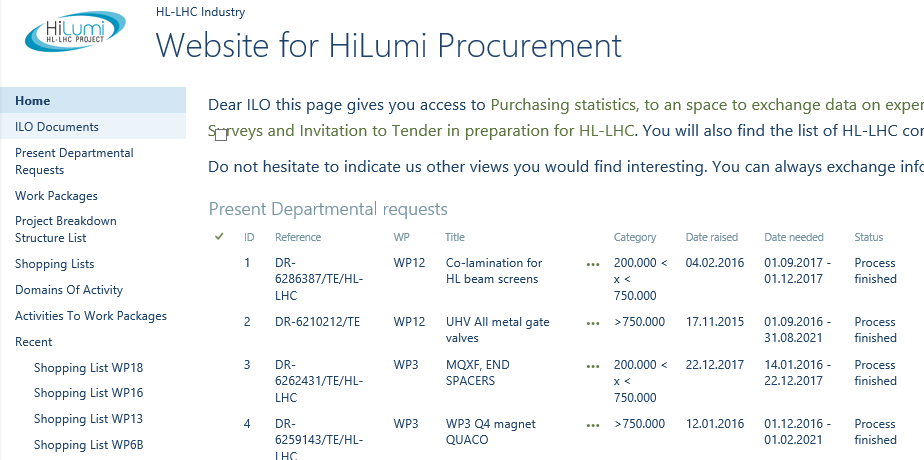 HiLumi
HL-LHC PROJECT
HL-LHC Industry
Website for HiLumi Procurement
Home
ILO Documents
Present Departmental
Requests
Work Packages
Project Breakdown
Structure List
Shopping Lists
Domains Of Activity
Activities To Work Packages
Recent
Shopping List WP18
Shopping List WP16
Shopping List WP13
Shopping List WP6B
Dear ILO this page gives you access to Purchasing statistics, to an space to exchange data on exper
Surveys and Invitation to Tender in preparation for HL-LHC. You will also find the list of HL-LHC cor
Do not hesitate to indicate us other views you would find interesting. You can always exchange info
Present Departmental requests
ID Reference WP Title Category Date raised Date needed Status
1 DR- WP12 Co-lamination for ... 200.000 < 04.02.2016 01.09.2017 - Process
6286387/TE/HL- HL beam screens x < 01.12.2017 finished
LHC 750.000
2 DR-6210212/TE WP12 UHV All metal gate ... >750.000 17.11.2015 01.09.2016 - Process
valves 31.08.2021 finished
3 DR- WP3 MQXF, END ... 200.000 < 22.12.2017 14.01.2016 - Process
6262431/TE/HL- SPACERS x < 22.12.2017 finished
LHC 750.000
4 DR- WP3 WP3 Q4 magnet ... >750.000 12.01.2016 01.12.2016 - Process
6259143/TE/HL- QUACO 01.02.2021 finished
LHC